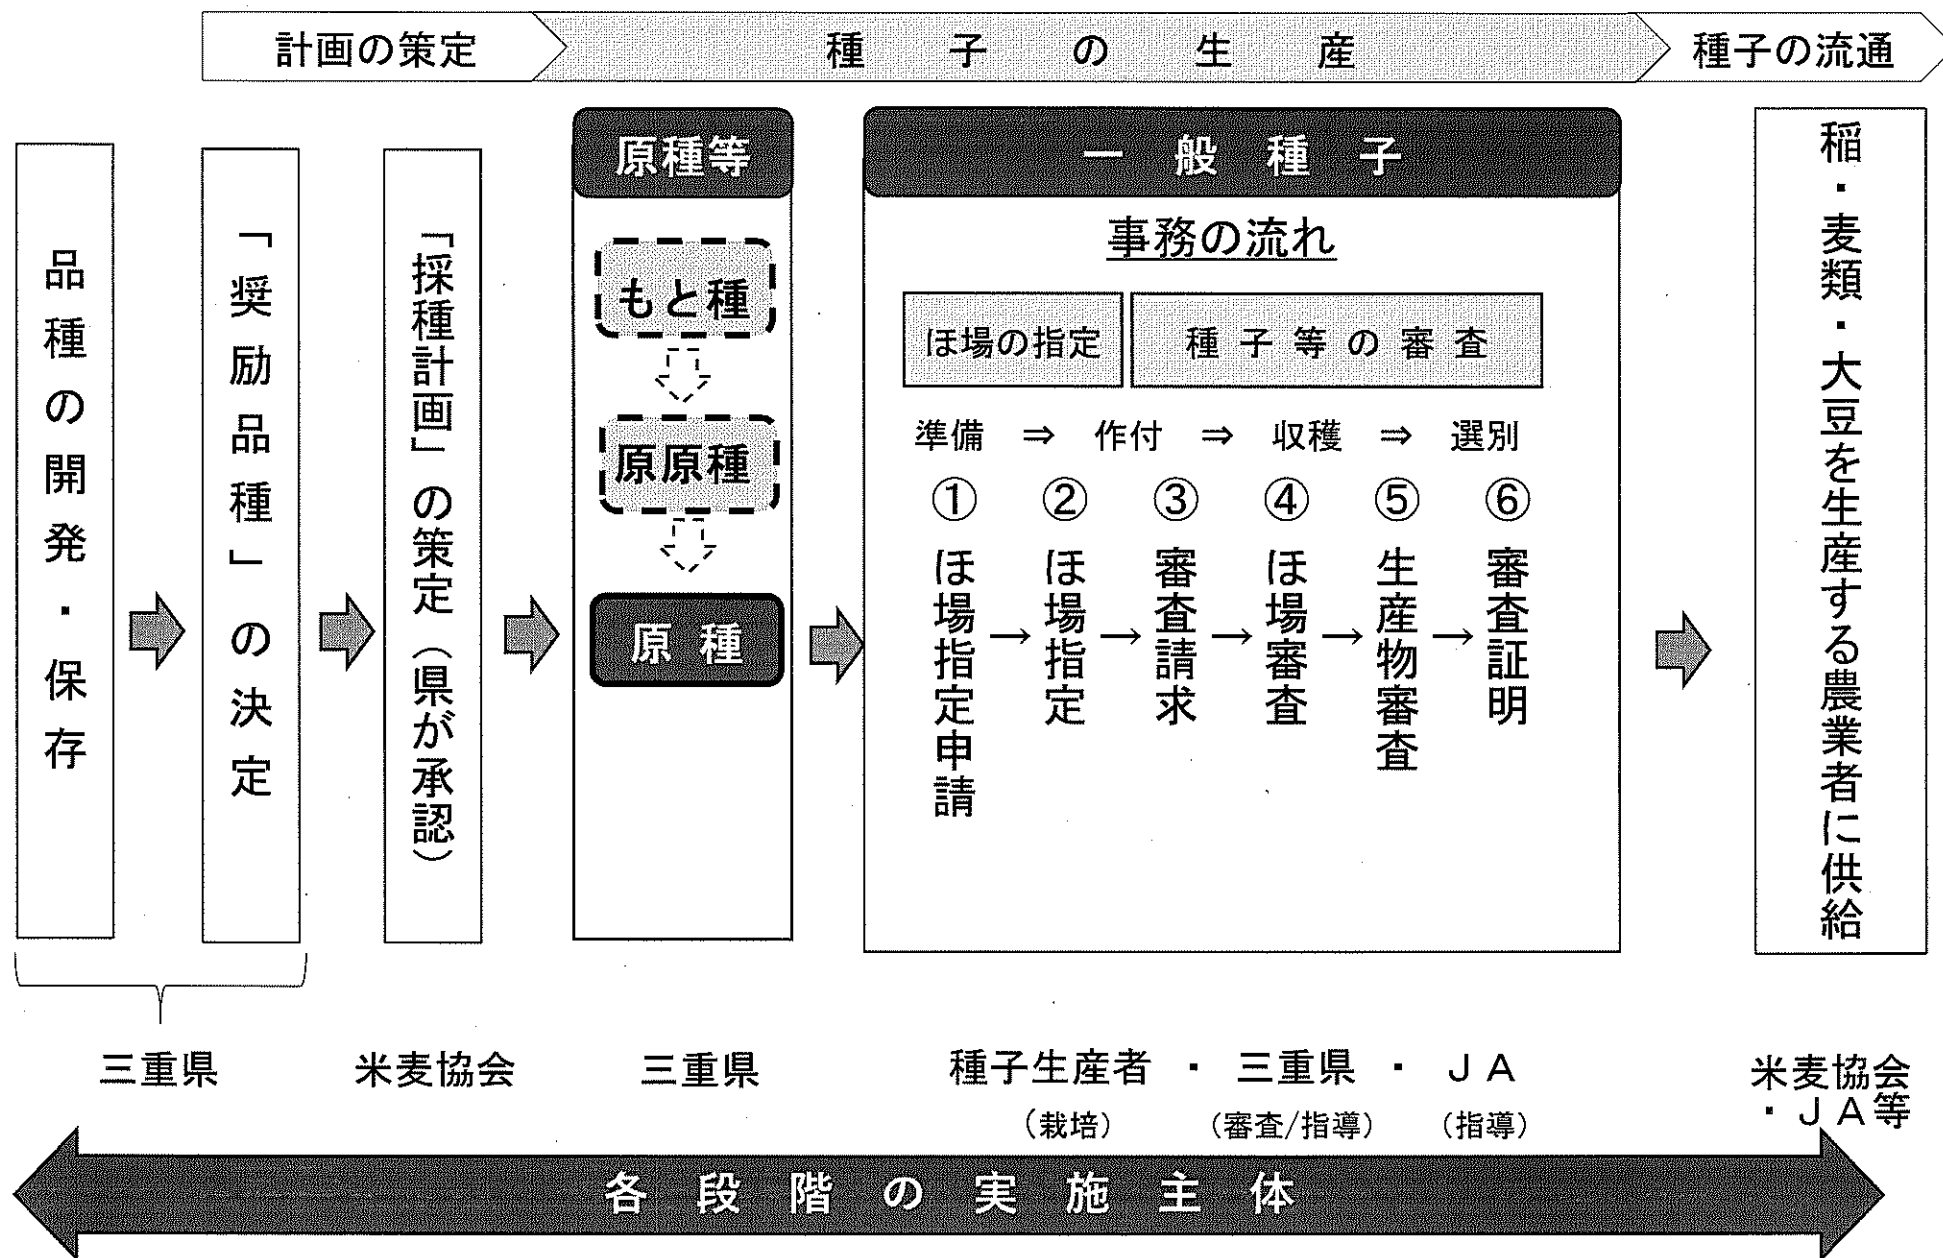 計画の策定
種子の生産
種子の流通
品種の開発・保存
「奨励品種」の決定
「採種計画」の策定（県が承認）
原種等
もと種
原原種
原種
一般種子
事務の流れ
ほ場の指定
種子等の審査
準備 ⇒ 作付 ⇒ 収穫 ⇒ 選別
①ほ場指定申請
→
②ほ場指定
→
③審査請求
→
④ほ場審査
→
⑤生産物審査
→
⑥審査証明
稲・麦類・大豆を生産する農業者に供給
三重県
米麦協会
三重県
種子生産者・三重県・ＪＡ
（栽培）（審査/指導）（指導）
米麦協会
・ＪＡ等
各段階の実施主体